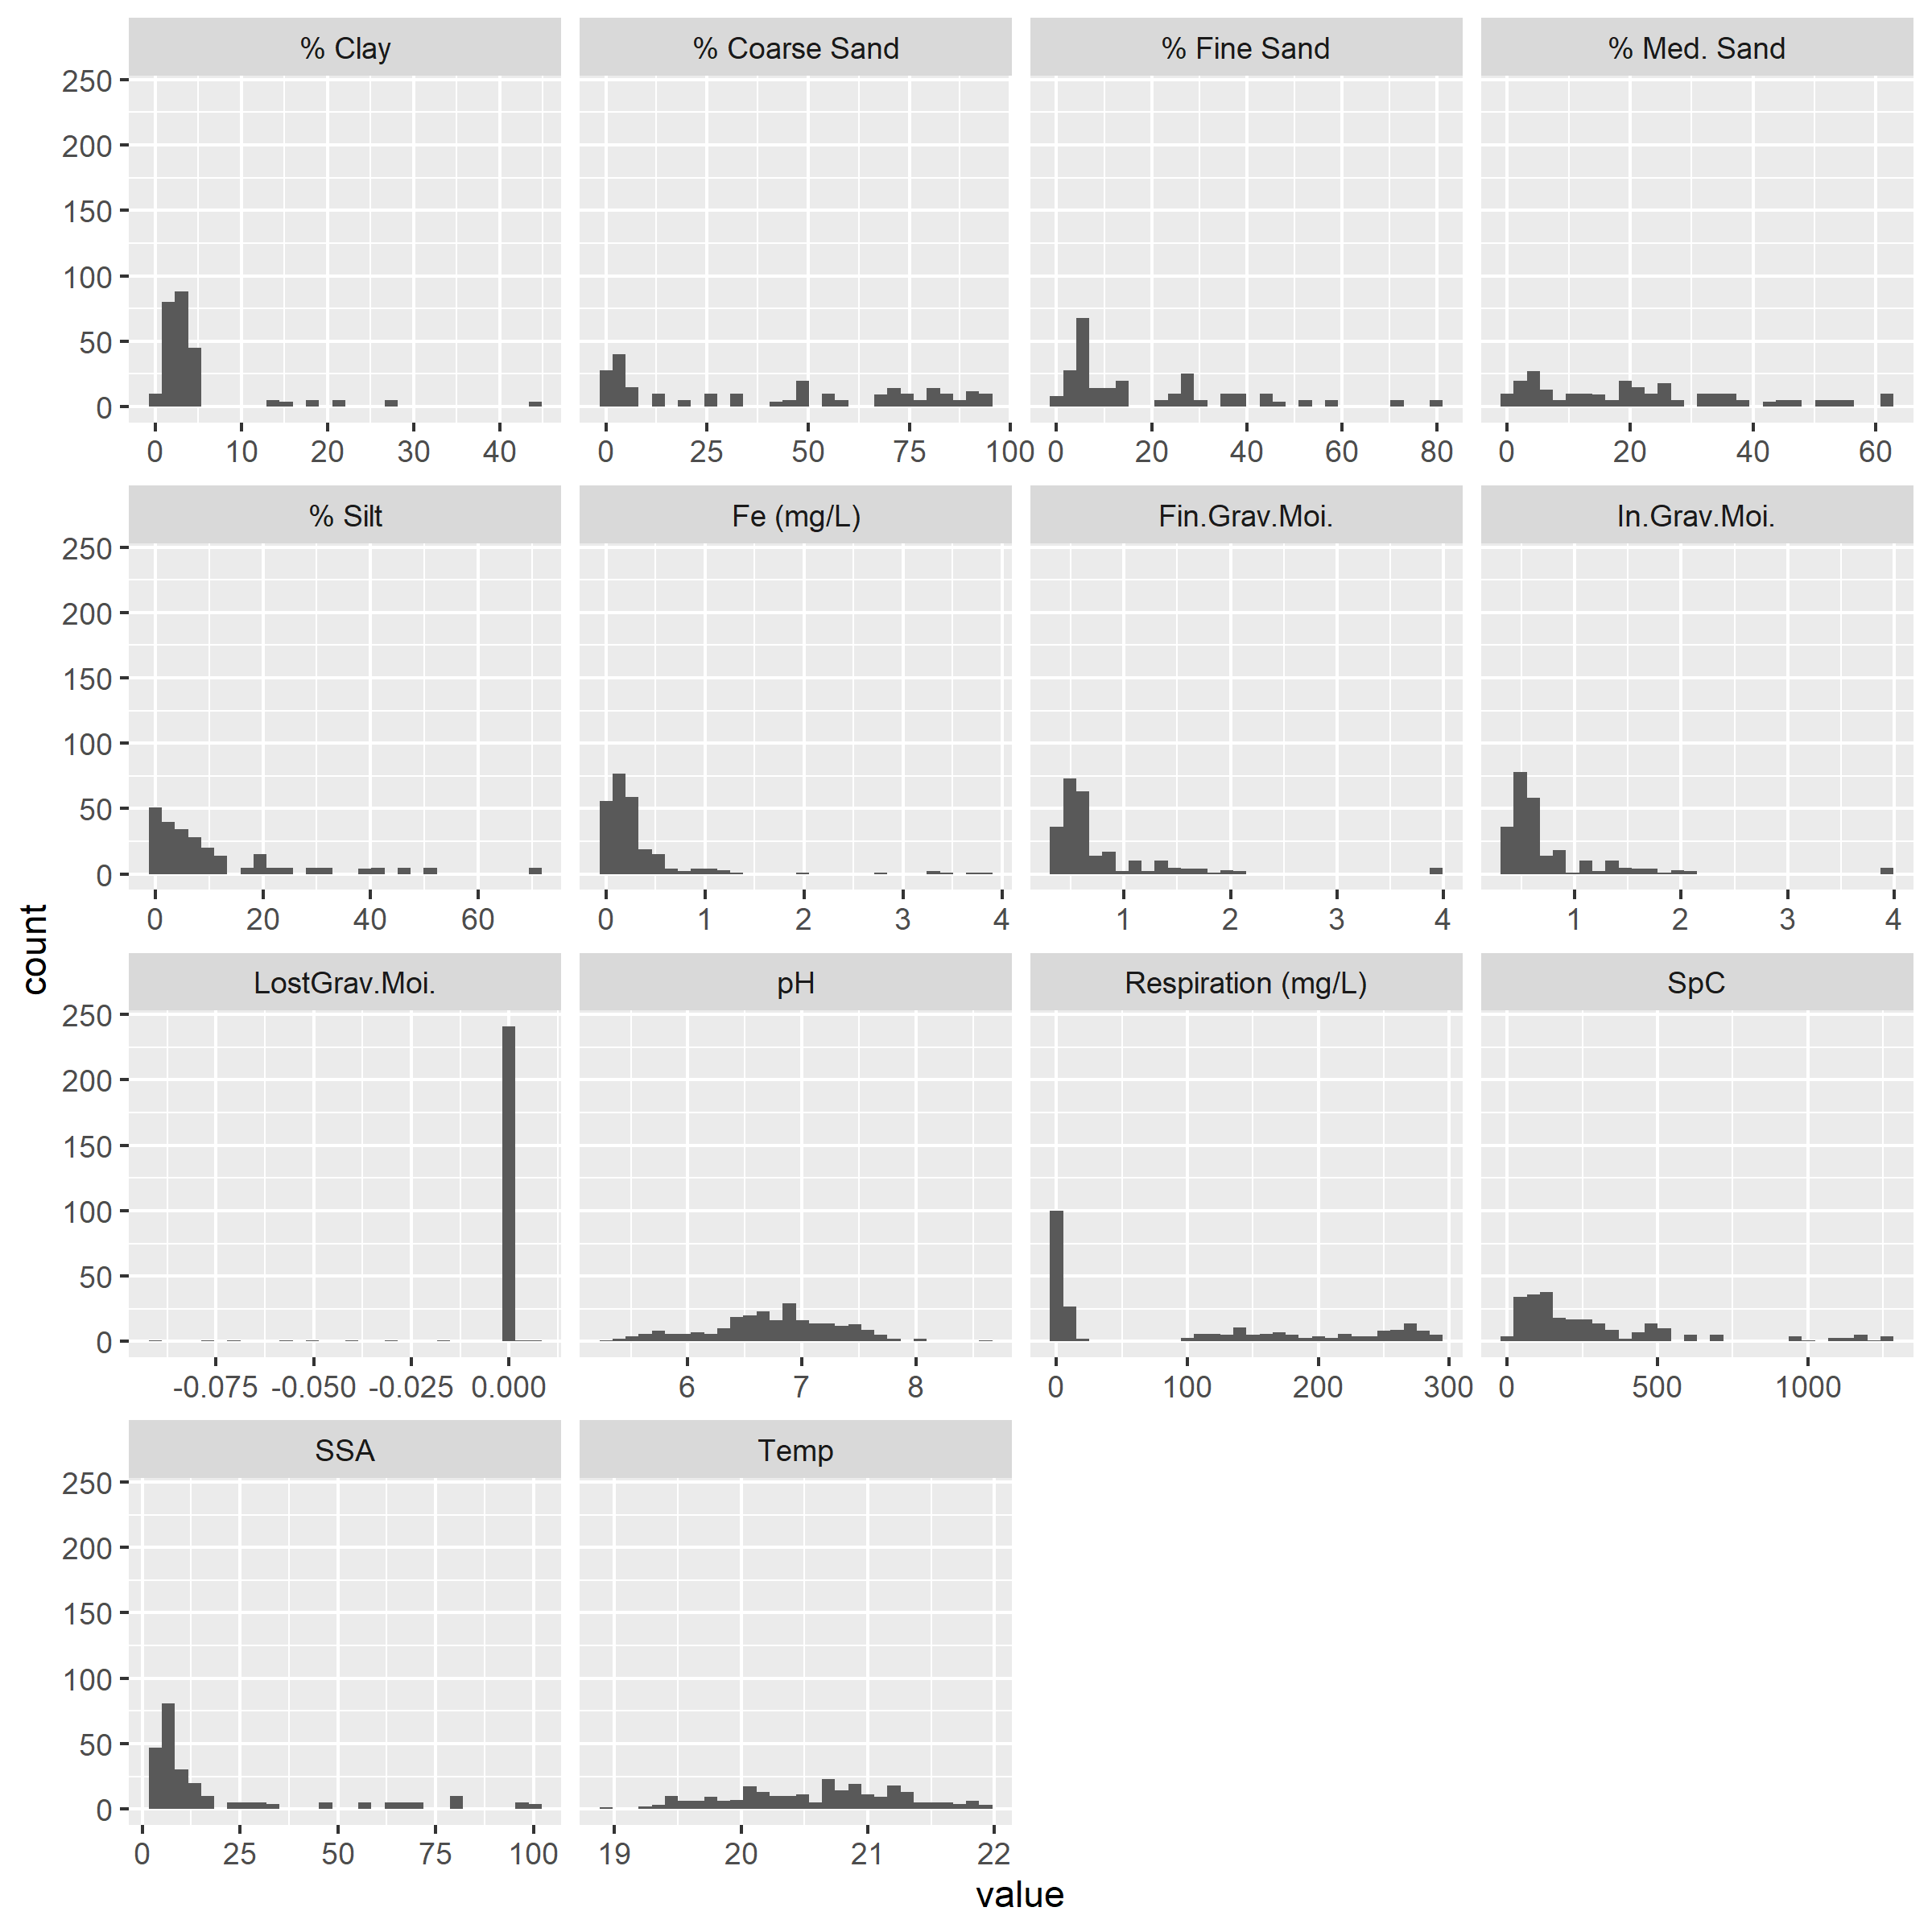 % Clay % Coarse Sand % Fine Sand % Med. Sand
250
200
150
100
50
0
0 10 20 30 40 0 25 50 75 100 0 20 40 60 80 0 20 40 60
% Silt Fe (mg/L) Fin.Grav.Moi. In.Grav.Moi.
250
200
150
100
50
0
0 20 40 60 0 1 2 3 4 1 2 3 4 1 2 3 4
count
LostGrav.Moi. pH Respiration (mg/L) SpC
250
200
150
100
50
0
-0.075 -0.050 -0.025 0.000 6 7 8 0 100 200 300 0 500 1000
SSA Temp
250
200
150
100
50
0
0 25 50 75 100 19 20 21 22
value